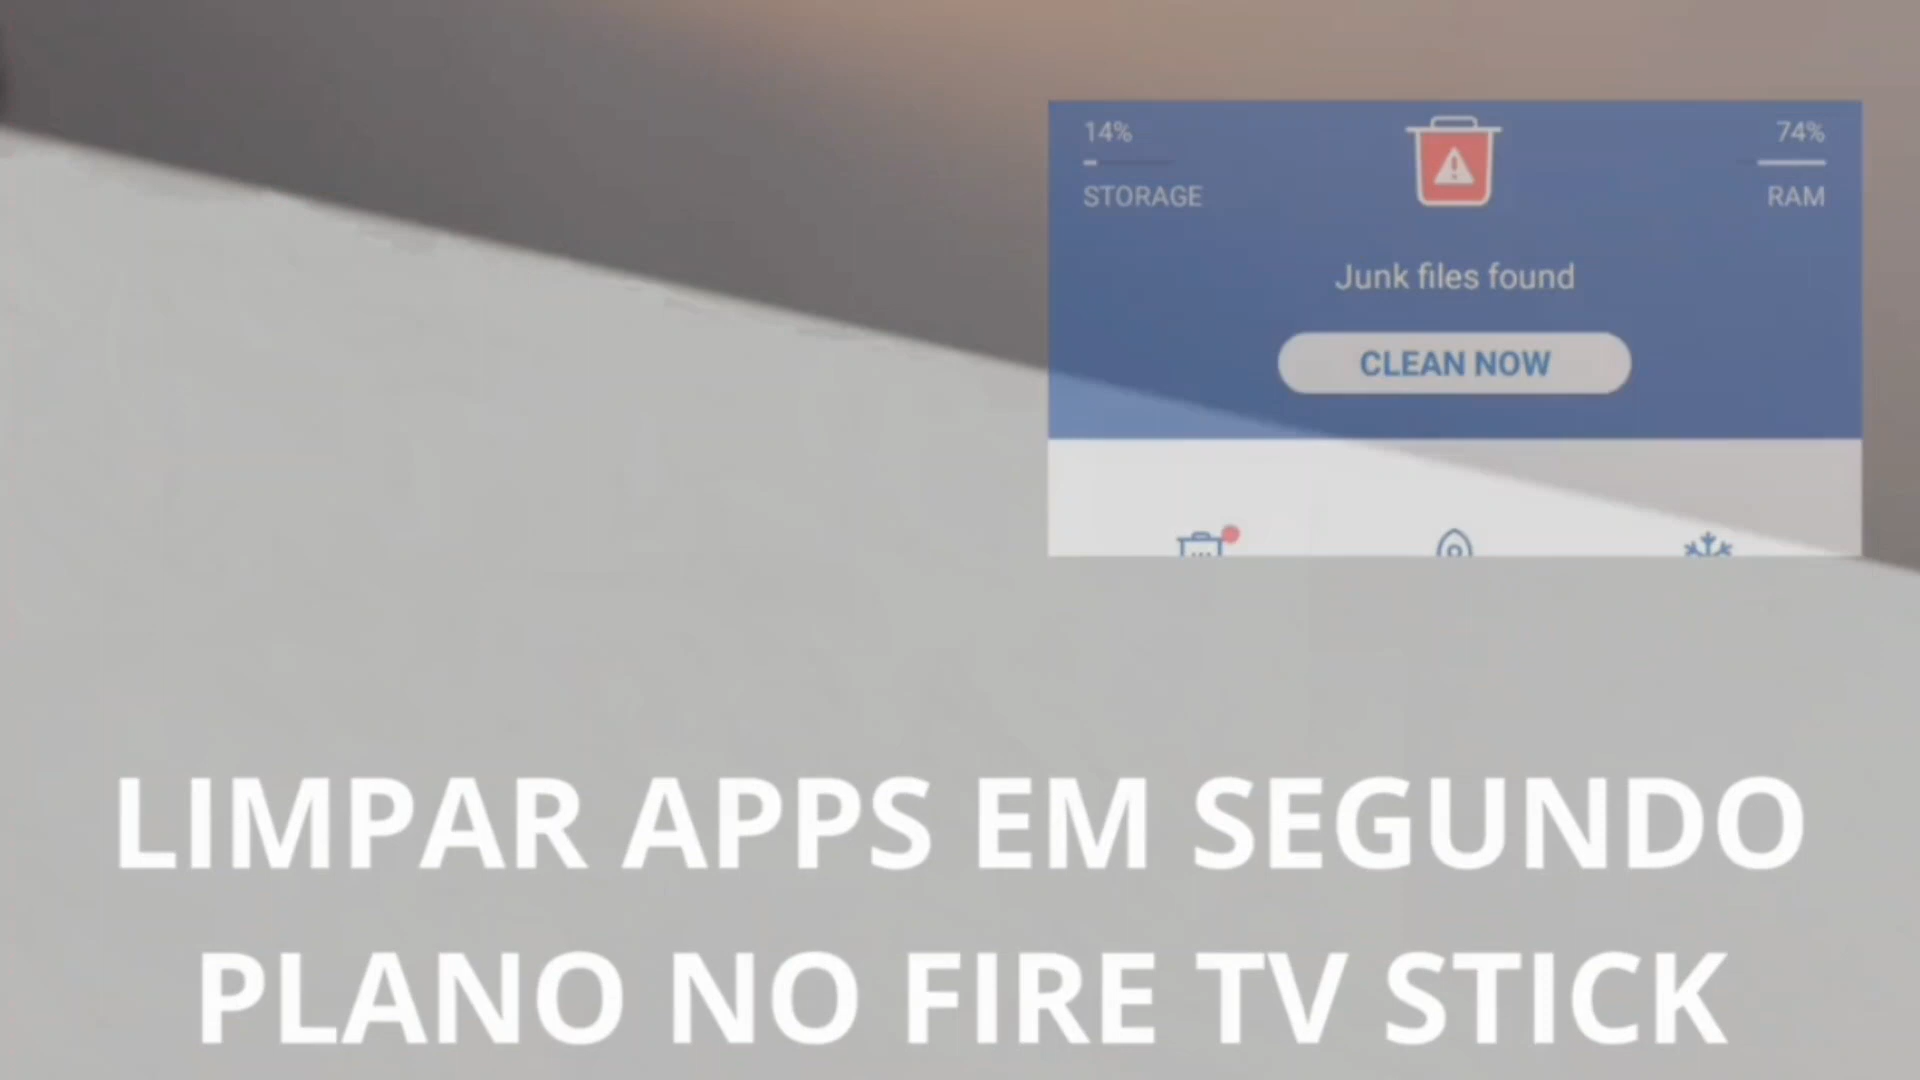 14%
74%
STORAGE
RAM
Junk files found
CLEAN NOW
LIMPAR APPS EM SEGUNDO
PLANO NO FIRE TV STICK